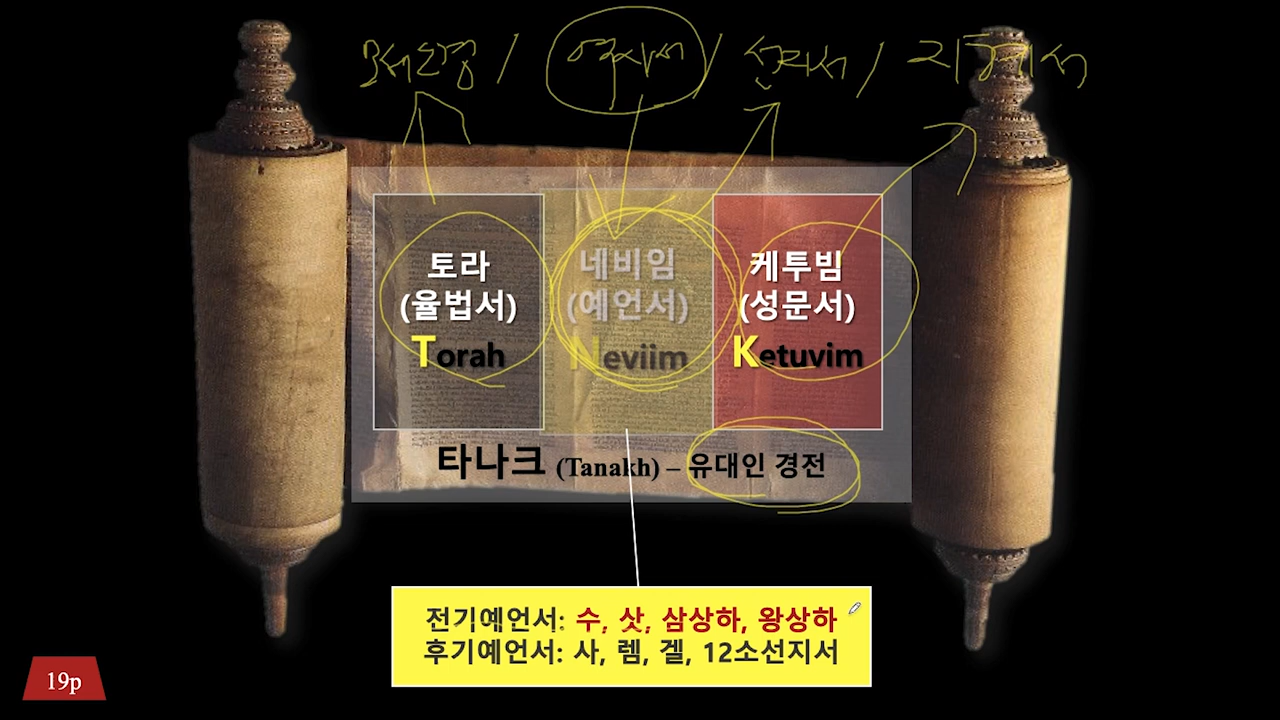 모세오경 / 역사서 / 선지서 / 지혜서
토라
(율법서)
Torah
네비임
(예언서)
Neviim
케투빔
(성문서)
Ketuvim
타나크 (Tanakh) – 유대인 경전
전기예언서: 수, 삿, 삼상하, 왕상하
후기예언서: 사, 렘, 겔, 12소선지서
19p